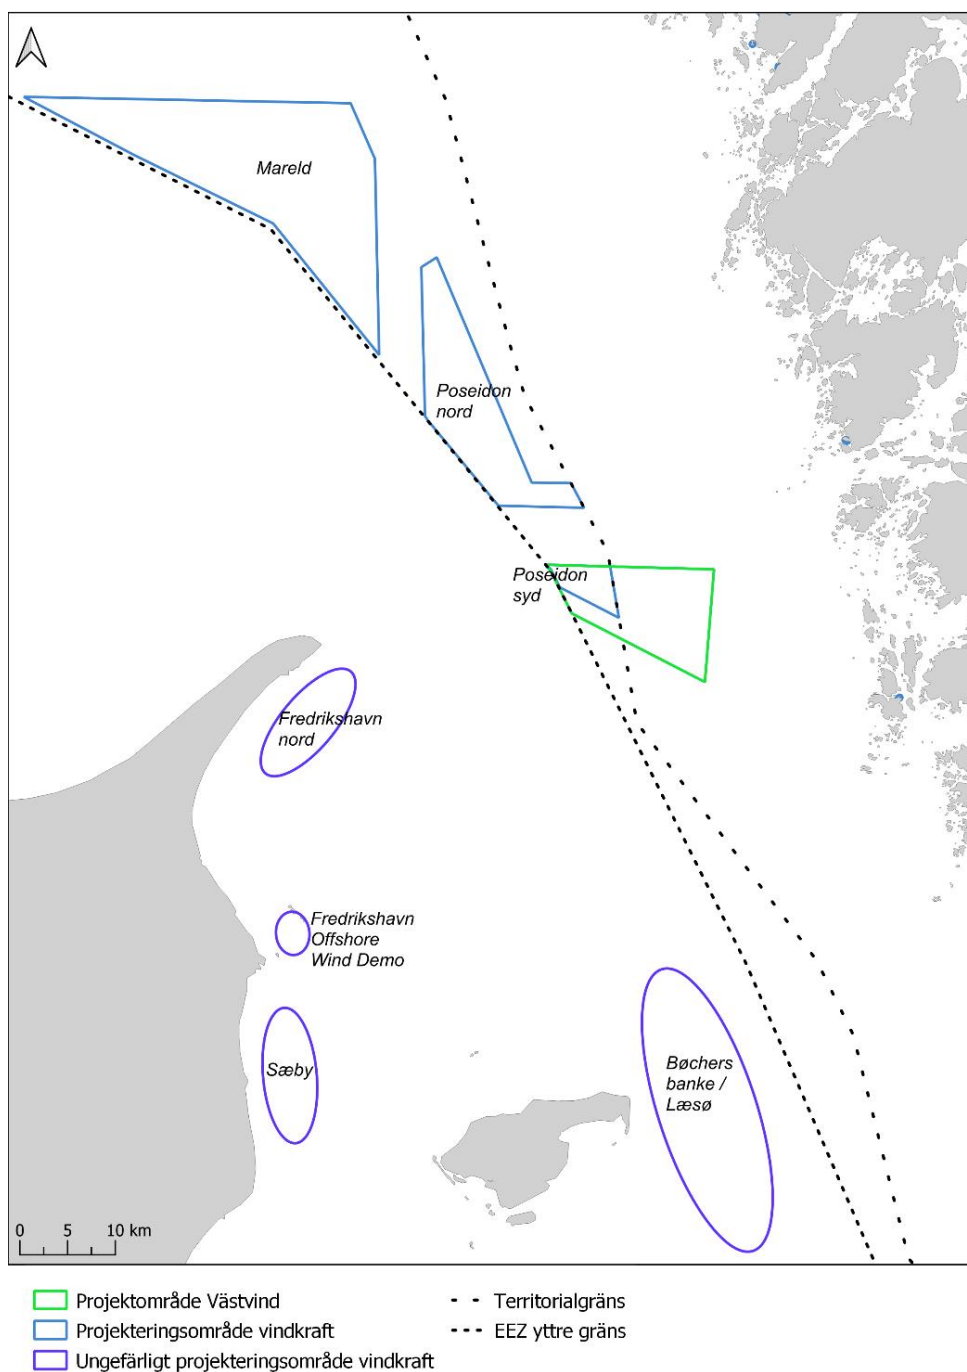 Mareld
Poseidon
nord
Poseidon
syd
Fredrikshavn
nord
Fredrikshavn
Offshore
Wind Demo
Sæby
Bøchers
banke /
Læsø
0 5 10 km
Projektområde Västvind
Projekteringsområde vindkraft
Ungefärligt projekteringsområde vindkraft
Territorialgräns
EEZ yttre gräns